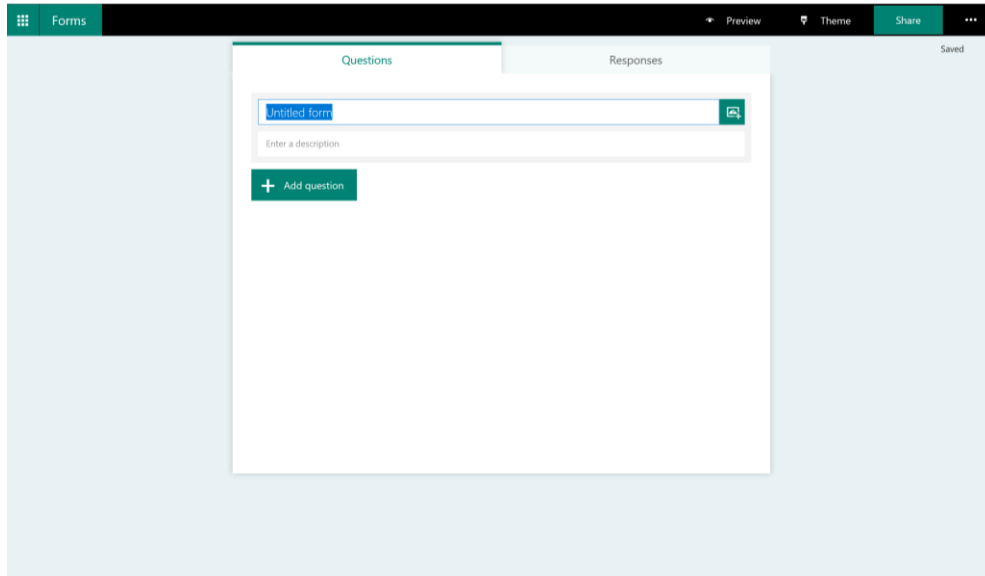 Forms
Preview
Theme
Share
Saved
Questions
Responses
Untitled form
Enter a description
Add question